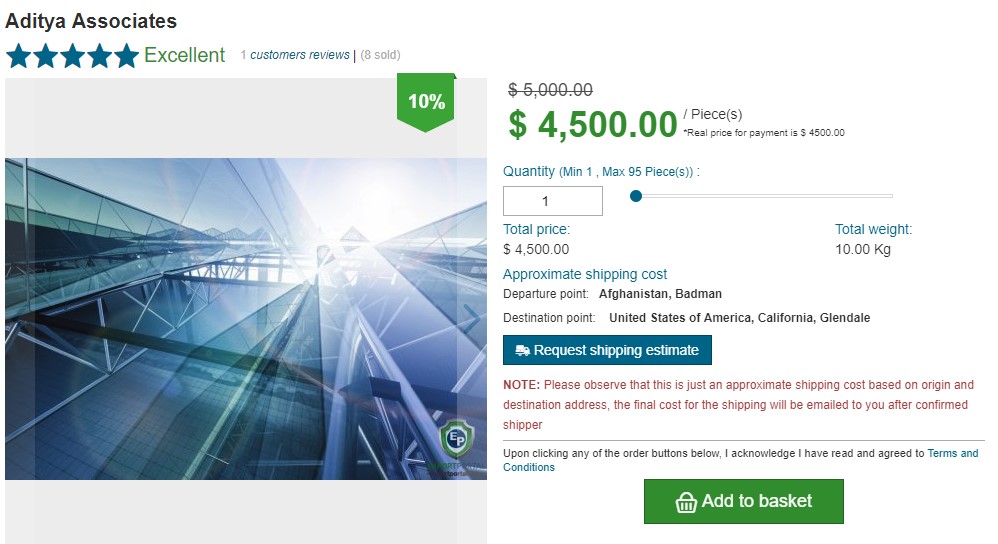 Aditya Associates
Excellent 1 customers reviews | (8 sold)
10%
$ 5,000.00
$ 4,500.00 / Piece(s)
*Real price for payment is $ 4500.00
Quantity (Min 1 , Max 95 Piece(s)) :
1
Total price: Total weight:
$ 4,500.00 10.00 Kg
Approximate shipping cost
Departure point: Afghanistan, Badman
Destination point: United States of America, California, Glendale
Request shipping estimate
NOTE: Please observe that this is just an approximate shipping cost based on origin and
destination address, the final cost for the shipping will be emailed to you after confirmed
shipper
EP
Upon clicking any of the order buttons below, I acknowledge I have read and agreed to Terms and
Conditions
Add to basket